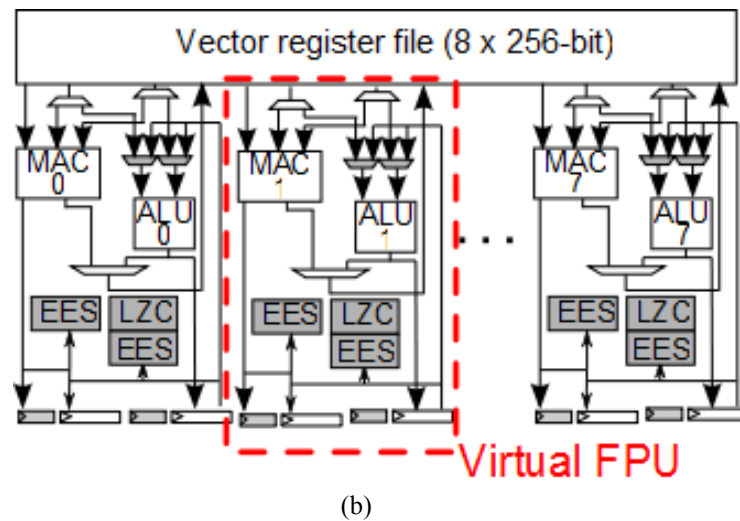 Vector register file (8 x 256-bit)
MAC 0
ALU 0
EES
LZC
EES
MAC 1
ALU 1
EES
LZC
EES
...
MAC 7
ALU 7
EES
LZC
EES
Virtual FPU
(b)